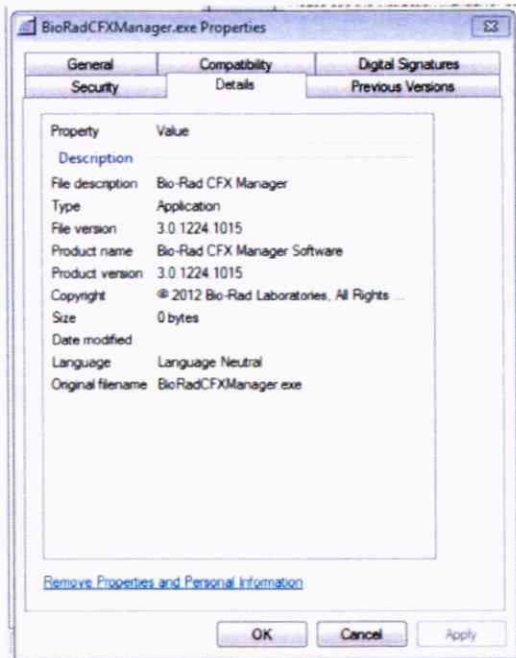 BioRadCFXManager.exe Properties
General Compatibility Digital Signatures
Security Details Previous Versions
Property Value
Description
File description Bio-Rad CFX Manager
Type Application
File version 3.0.1224.1015
Product name Bio-Rad CFX Manager Software
Product version 3.0.1224.1015
Copyright © 2012 Bio-Rad Laboratories, All Rights ...
Size 0 bytes
Date modified
Language Language Neutral
Original filename BioRadCFXManager.exe
Remove Properties and Personal Information
OK Cancel Apply